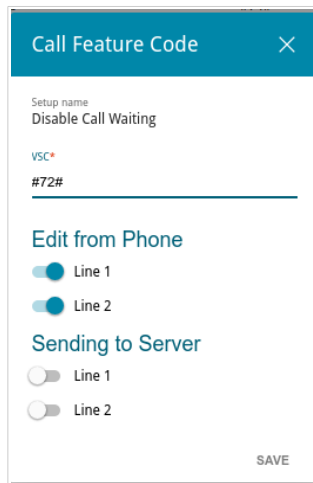 Call Feature Code
Setup name
Disable Call Waiting
VSC*
#72#
Edit from Phone
Line 1
Line 2
Sending to Server
Line 1
Line 2
SAVE